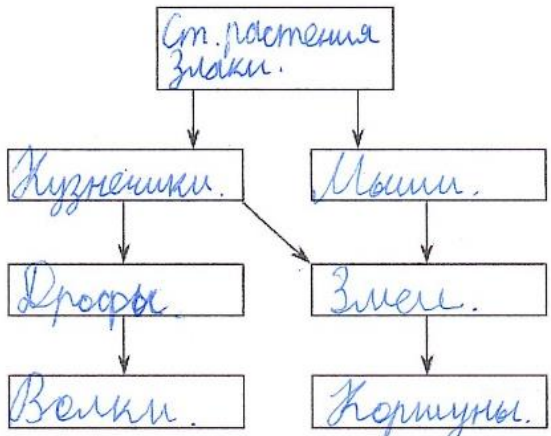 Ст. растения
Злаки.
Кузнечики.
Мыши.
Дрофы.
Змеи.
Волки.
Коршуны.